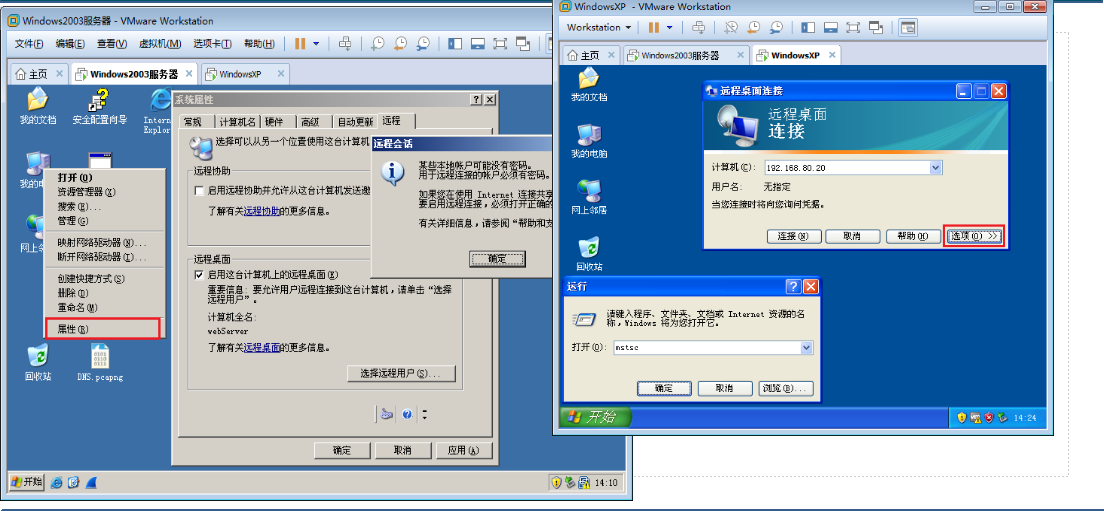 Windows2003服务器 - VMware Workstation
文件(F) 编辑(E) 查看(V) 虚拟机(M) 选项卡(T) 帮助(H)
主页 × Windows2003服务器 × WindowsXP ×
我的文档 安全配置向导 Intern
Explor
我的电
网上邻
打开(O)
资源管理器(X)
搜索(E)...
管理(G)
映射网络驱动器(N)...
断开网络驱动器(C)...
创建快捷方式(S)
删除(D)
重命名(M)
属性(R)
回收站 DNS.pcapng
系统属性
常规 计算机名 硬件 高级 自动更新 远程
选择可以从另一个位置使用这台计算机
远程协助
启用远程协助并允许从这台计算机发送邀
了解有关远程协助的更多信息。
远程桌面
启用这台计算机上的远程桌面(E)
重要信息: 要允许用户远程连接到这台计算机，请单击“选择
远程用户”。
计算机全名:
webServer
了解有关远程桌面的更多信息。
选择远程用户(S)...
确定 取消 应用(A)
远程会话
某些本地帐户可能没有密码。
用于远程连接的帐户必须有密码。
如果您在使用 Internet 连接共享
要启用远程连接，必须打开正确的
有关详细信息，请参阅“帮助和支
确定
开始 14:10
WindowsXP - VMware Workstation
Workstation
主页 × Windows2003服务器 × WindowsXP ×
我的文档
我的电脑
网上邻居
回收站
远程桌面连接
远程桌面
连接
计算机(C): 192.168.80.20
用户名: 无指定
当您连接时将向您询问凭据。
连接(N) 取消 帮助(H) 选项(O) >>
运行
请键入程序、文件夹、文档或 Internet 资源的名
称，Windows 将为您打开它。
打开(O): mstsc
确定 取消 浏览(B)...
开始 14:24